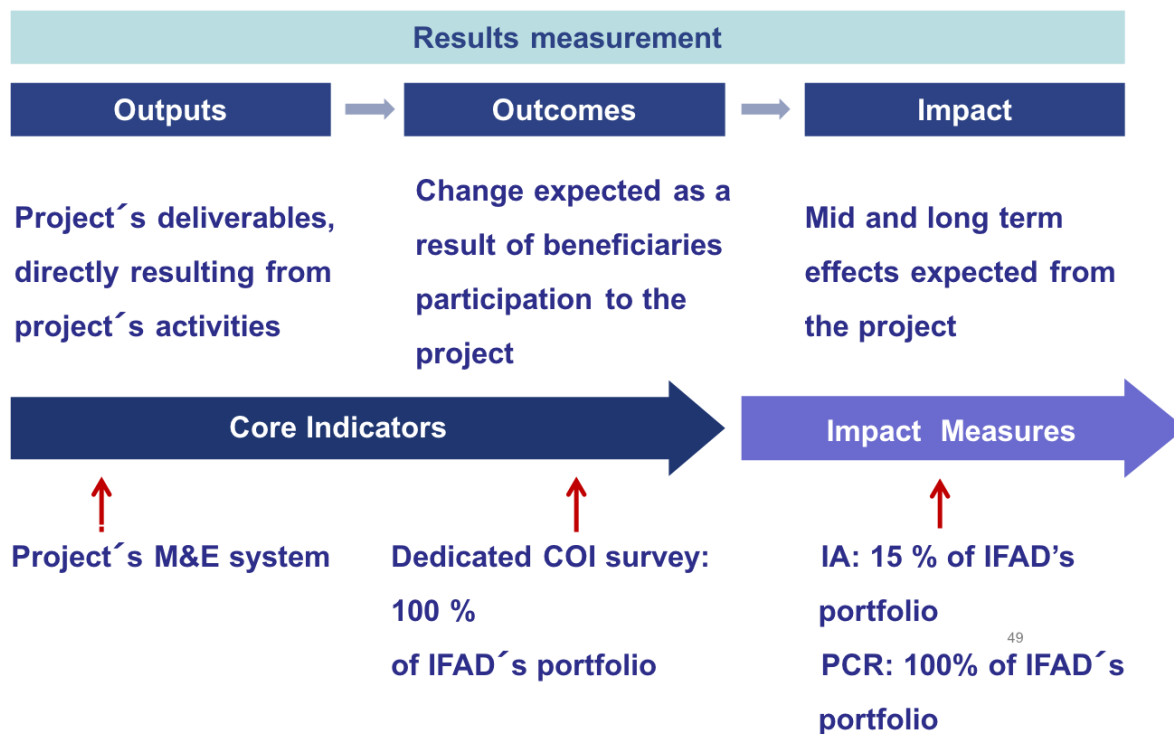 Results measurement
Outputs
Outcomes
Impact
Project´s deliverables,
directly resulting from
project´s activities
Change expected as a
result of beneficiaries
participation to the
project
Mid and long term
effects expected from
the project
Core Indicators
Impact Measures
Project´s M&E system
Dedicated COI survey:
100 %
of IFAD´s portfolio
IA: 15 % of IFAD’s
portfolio
49
PCR: 100% of IFAD´s
portfolio